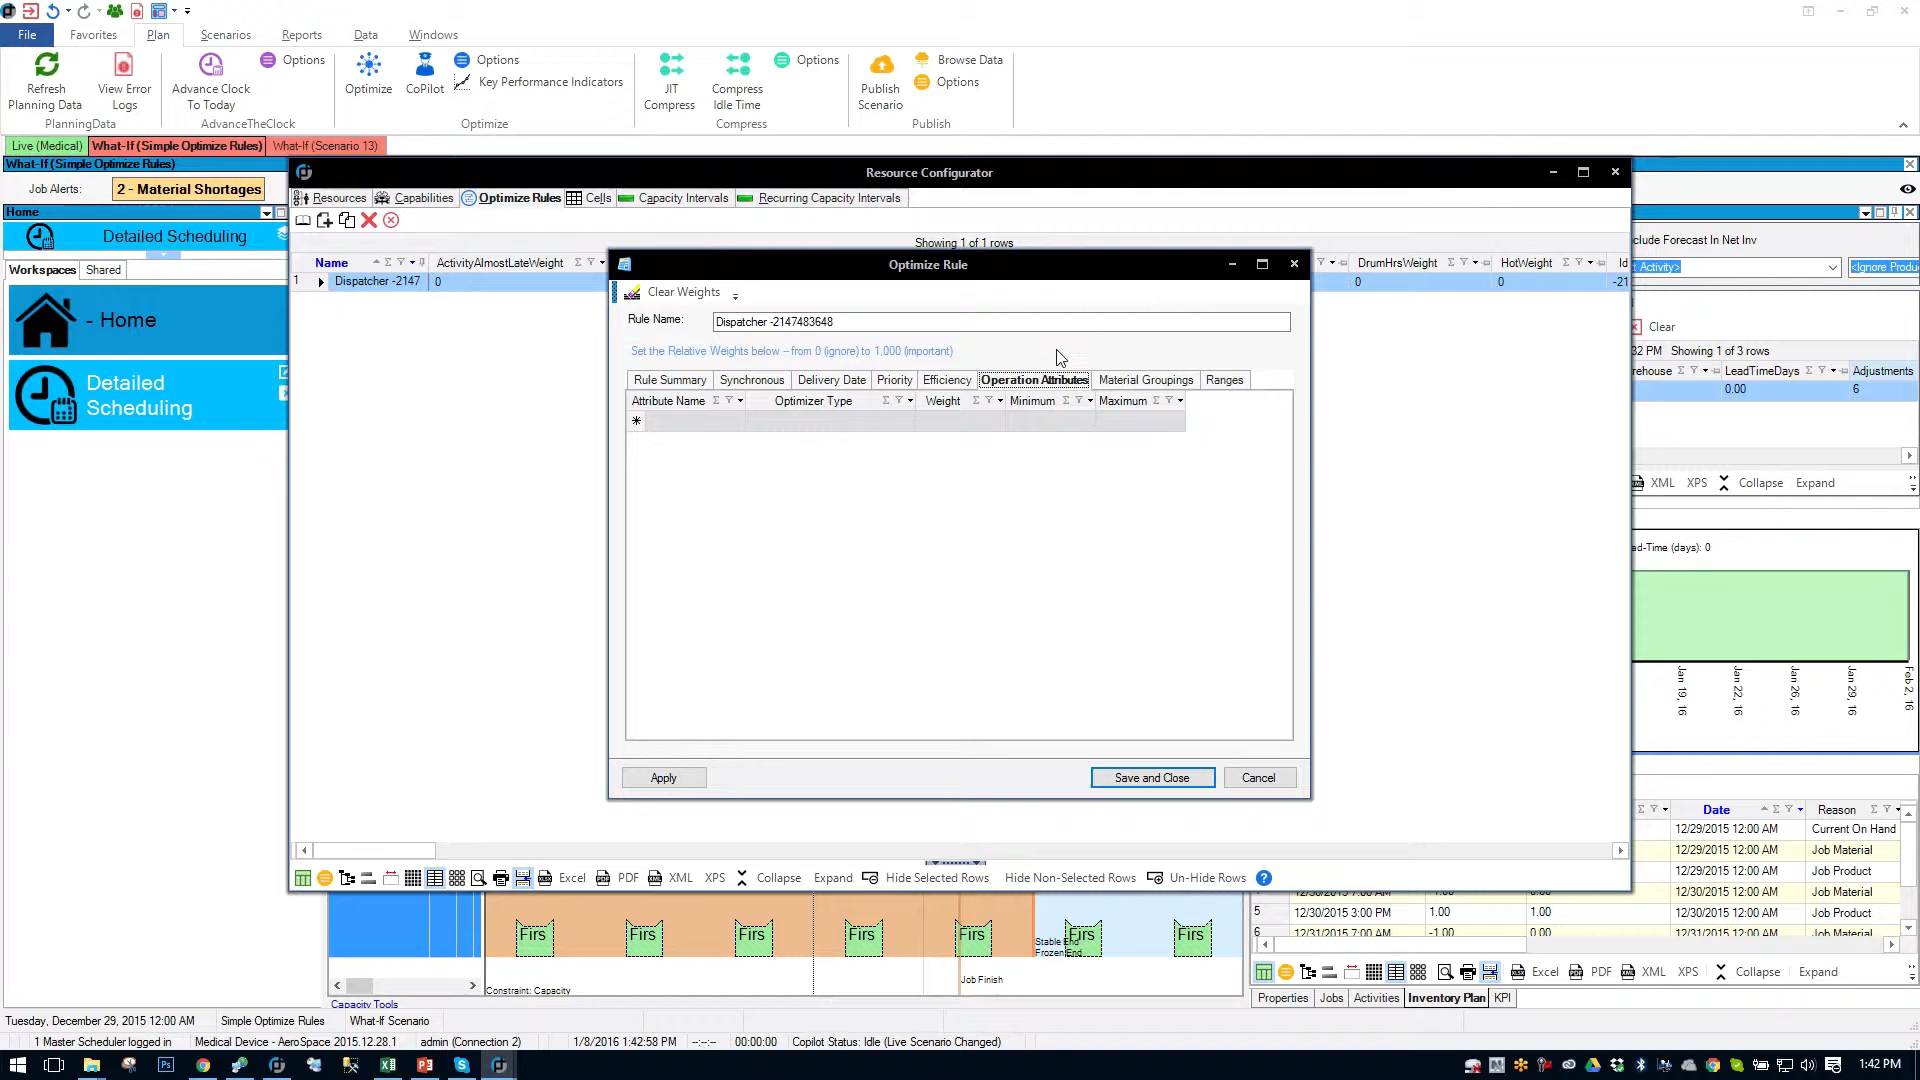 File Favorites Plan Scenarios Reports Data Windows
Refresh Planning Data
View Error Logs
PlanningData
Advance Clock To Today
Options
AdvanceTheClock
Optimize
CoPilot
Options
Key Performance Indicators
Optimize
JIT Compress
Compress Idle Time
Options
Compress
Publish Scenario
Browse Data
Options
Publish
Live (Medical) What-If (Simple Optimize Rules) What-If (Scenario 13)
What-If (Simple Optimize Rules)
Job Alerts: 2 - Material Shortages
Home
Detailed Scheduling
Workspaces Shared
- Home
Detailed
Scheduling
Resource Configurator
Resources Capabilities Optimize Rules Cells Capacity Intervals Recurring Capacity Intervals
Showing 1 of 1 rows
Name ActivityAlmostLateWeight DrumHrsWeight HotWeight Id
1 Dispatcher -2147 0 0 0 -21
Optimize Rule
Clear Weights
Rule Name: Dispatcher -2147483648
Set the Relative Weights below -- from 0 (ignore) to 1,000 (important)
Rule Summary Synchronous Delivery Date Priority Efficiency Operation Attributes Material Groupings Ranges
Attribute Name Optimizer Type Weight Minimum Maximum
Apply Save and Close Cancel
Excel PDF XML XPS Collapse Expand Hide Selected Rows Hide Non-Selected Rows Un-Hide Rows
clude Forecast In Net Inv
t Activity> <Ignore Produc
Clear
32 PM Showing 1 of 3 rows
rehouse LeadTimeDays Adjustments
0.00 6
XML XPS Collapse Expand
ad-Time (days): 0
Jan 19, 16
Jan 22, 16
Jan 26, 16
Jan 29, 16
Feb 2, 16
Date Reason
12/29/2015 12:00 AM Current On Hand
12/29/2015 12:00 AM Job Material
12/29/2015 12:00 AM Job Product
12/30/2015 7:00 AM -1.00 0.00 12/30/2015 12:00 AM Job Material
5 12/30/2015 3:00 PM 1.00 1.00 12/30/2015 12:00 AM Job Product
6 12/31/2015 7:00 AM -1.00 0.00 12/30/2015 12:00 AM Job Material
Firs Firs Firs Firs Firs Firs Firs
Stable End
Frozen End
Job Finish
Constraint: Capacity
Capacity Tools
Excel PDF XML XPS Collapse Expand
Properties Jobs Activities Inventory Plan KPI
Tuesday, December 29, 2015 12:00 AM Simple Optimize Rules What-If Scenario
1 Master Scheduler logged in Medical Device - AeroSpace 2015.12.28.1 admin (Connection 2) 1/8/2016 1:42:58 PM --:--:-- 00:00:00 Copilot Status: Idle (Live Scenario Changed)
1:42 PM